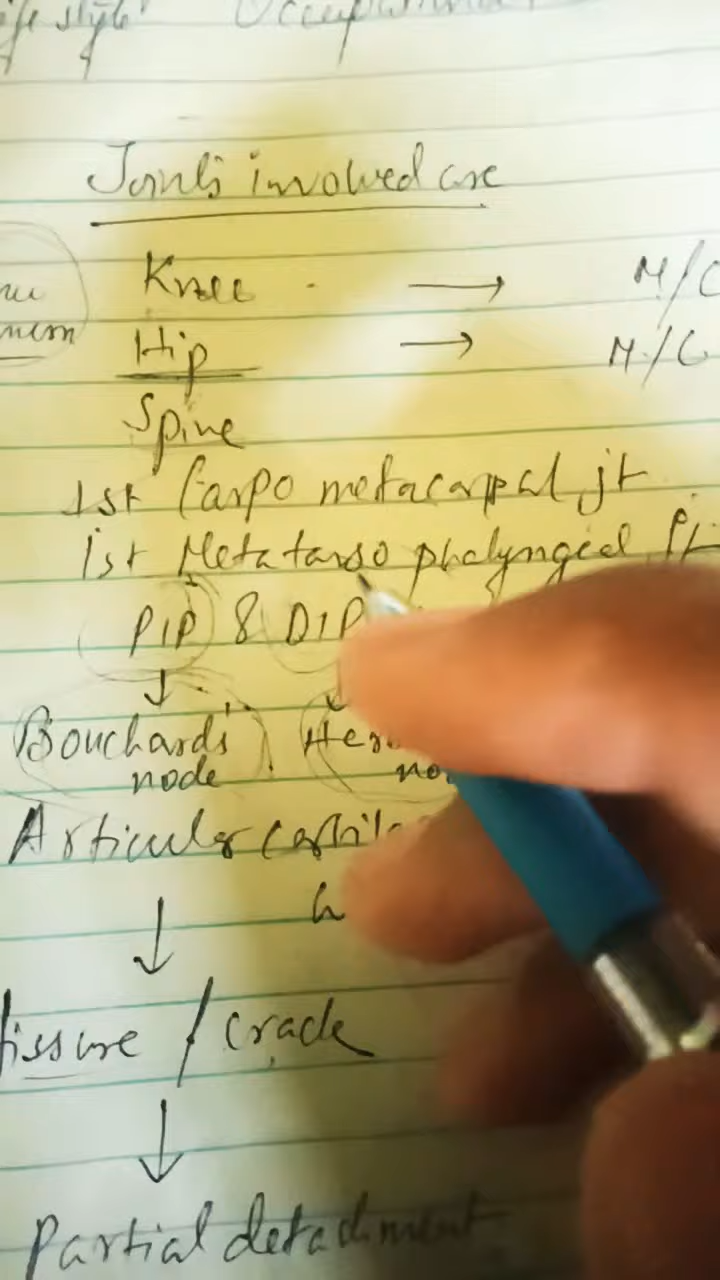 Joints involved are
Knee → M/C
Hip → M/C
Spine
1st Carpo metacarpal jt
1st Metatarso phalyngeal
PIP & DIP
↓
Bouchards
node
Articular
↓
fissure / crack
↓
Partial detachment